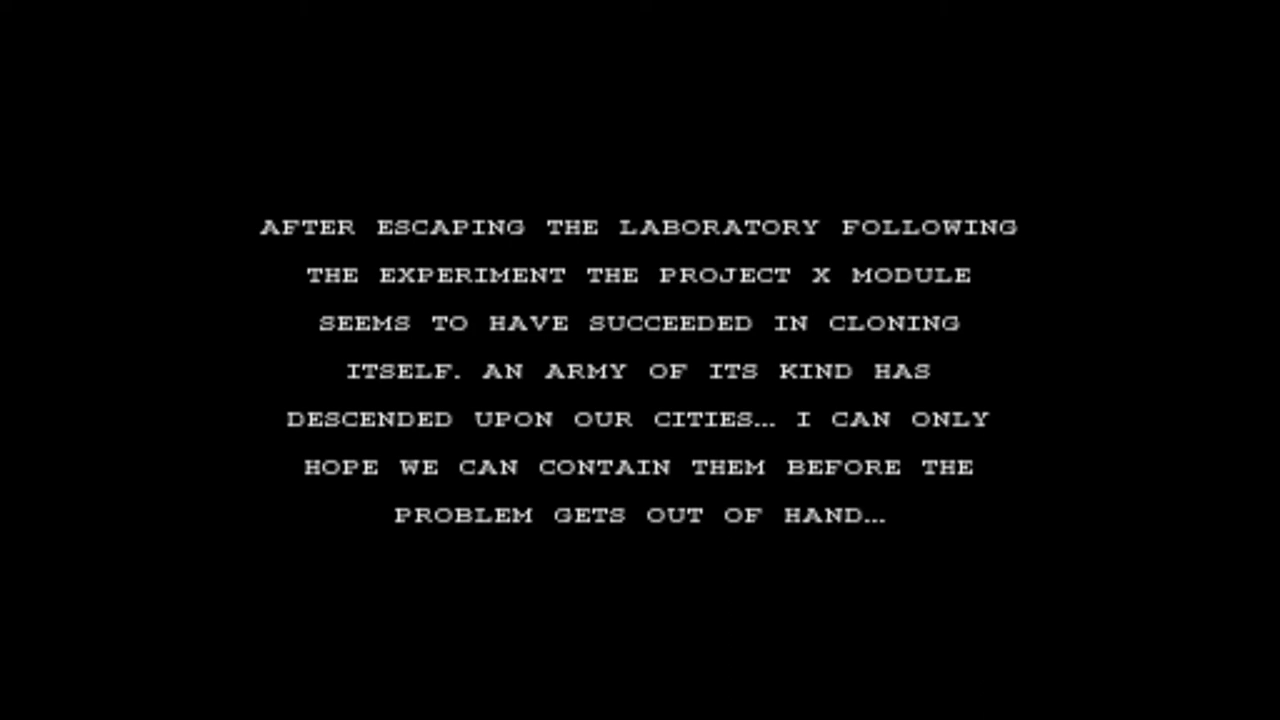 AFTER ESCAPING THE LABORATORY FOLLOWING
THE EXPERIMENT THE PROJECT X MODULE
SEEMS TO HAVE SUCCEEDED IN CLONING
ITSELF. AN ARMY OF ITS KIND HAS
DESCENDED UPON OUR CITIES... I CAN ONLY
HOPE WE CAN CONTAIN THEM BEFORE THE
PROBLEM GETS OUT OF HAND...